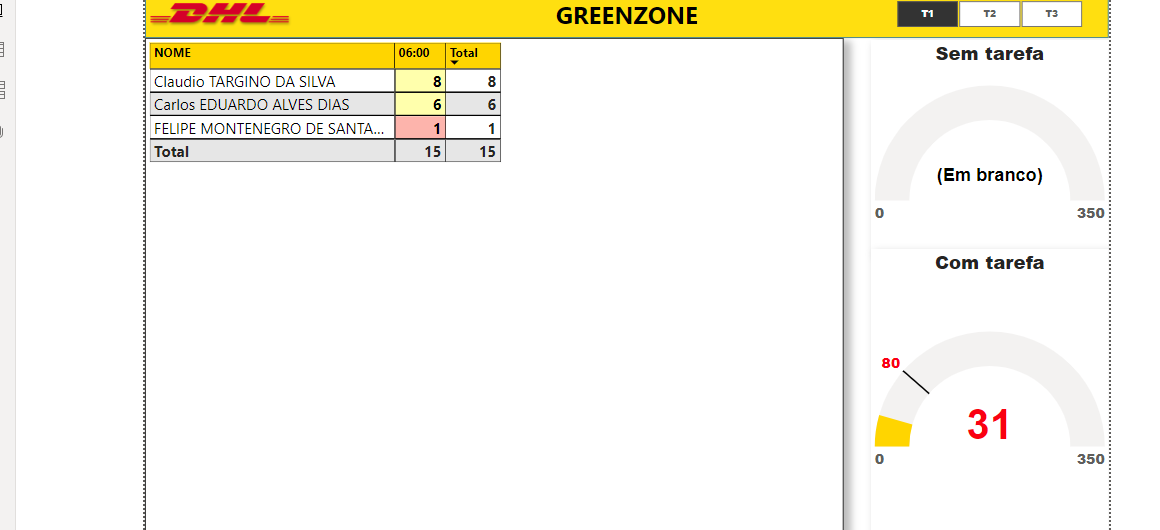 DHL
GREENZONE
T1 T2 T3
NOME 06:00 Total
Claudio TARGINO DA SILVA 8 8
Carlos EDUARDO ALVES DIAS 6 6
FELIPE MONTENEGRO DE SANTA... 1 1
Total 15 15
Sem tarefa
(Em branco)
0 350
Com tarefa
80
31
0 350